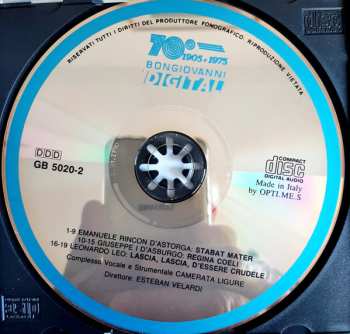 RISERVATI TUTTI I DIRITTI DEL PRODUTTORE FONOGRAFICO. RIPRODUZIONE VIETATA
70º
1905 • 1975
BONGIOVANNI
DIGITAL
DDD
GB 5020-2
COMPACT
disc
DIGITAL AUDIO
Made in Italy
by OPTI.ME.S
1-9 EMANUELE RINCON D'ASTORGA: STABAT MATER
10-15 GIUSEPPE I D'ASBURGO: REGINA COELI
16-19 LEONARDO LEO: LASCIA, LASCIA, D'ESSERE CRUDELE
Complesso Vocale e Strumentale CAMERATA LIGURE
Direttore: ESTEBAN VELARDI